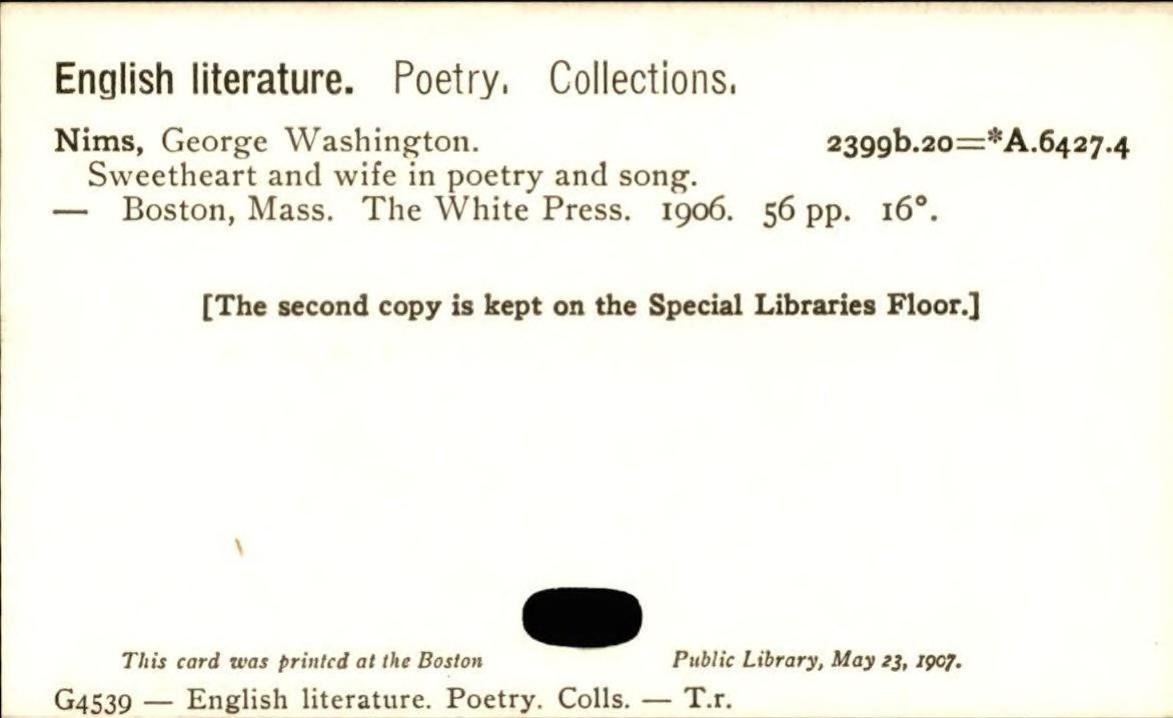 English literature. Poetry. Collections.
Nims, George Washington. 2399b.20=*A.6427.4
Sweetheart and wife in poetry and song.
— Boston, Mass. The White Press. 1906. 56 pp. 16°.
[The second copy is kept on the Special Libraries Floor.]
This card was printed at the Boston Public Library, May 23, 1907.
G4539 — English literature. Poetry. Colls. — T.r.